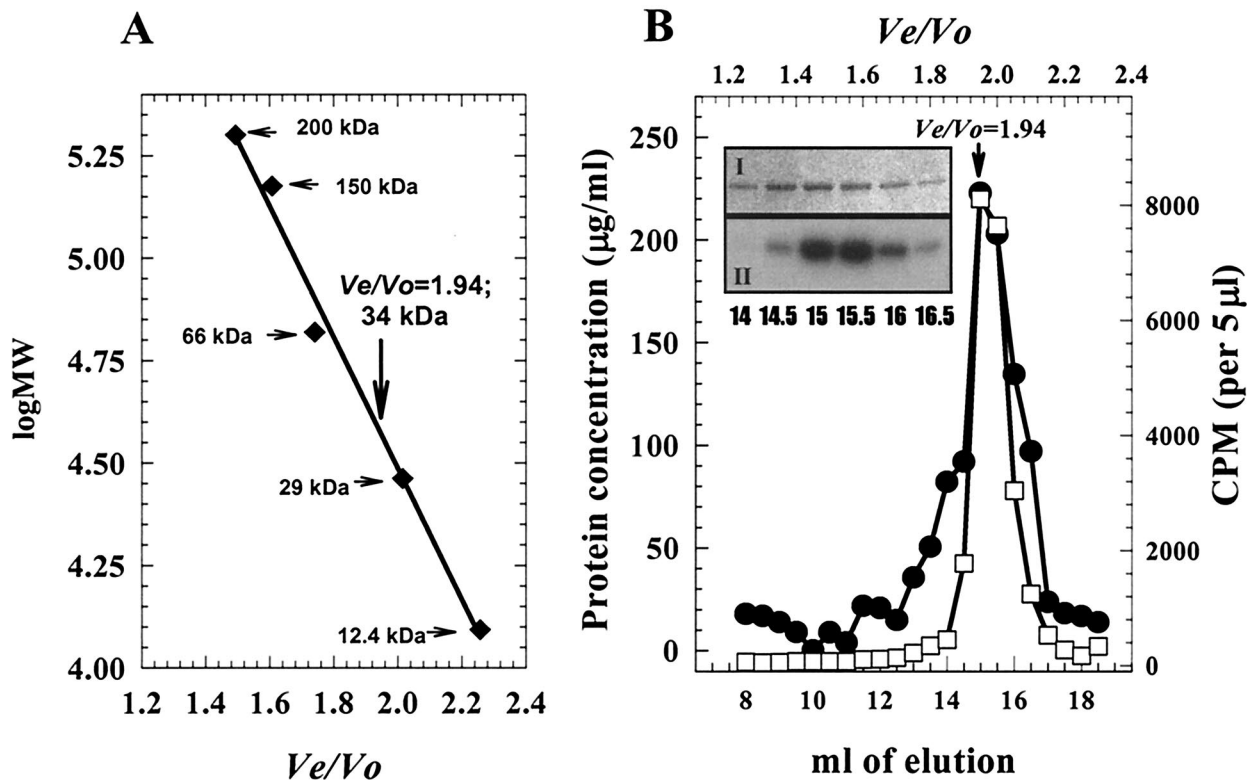 A
200 kDa
150 kDa
Ve/Vo=1.94;
34 kDa
66 kDa
29 kDa
12.4 kDa
logMW
5.25
5.00
4.75
4.50
4.25
4.00
1.2 1.4 1.6 1.8 2.0 2.2 2.4
Ve/Vo
B
Ve/Vo
1.2 1.4 1.6 1.8 2.0 2.2 2.4
Ve/Vo=1.94
I
II
14 14.5 15 15.5 16 16.5
Protein concentration (µg/ml)
250
200
150
100
50
0
CPM (per 5 µl)
8000
6000
4000
2000
0
8 10 12 14 16 18
ml of elution